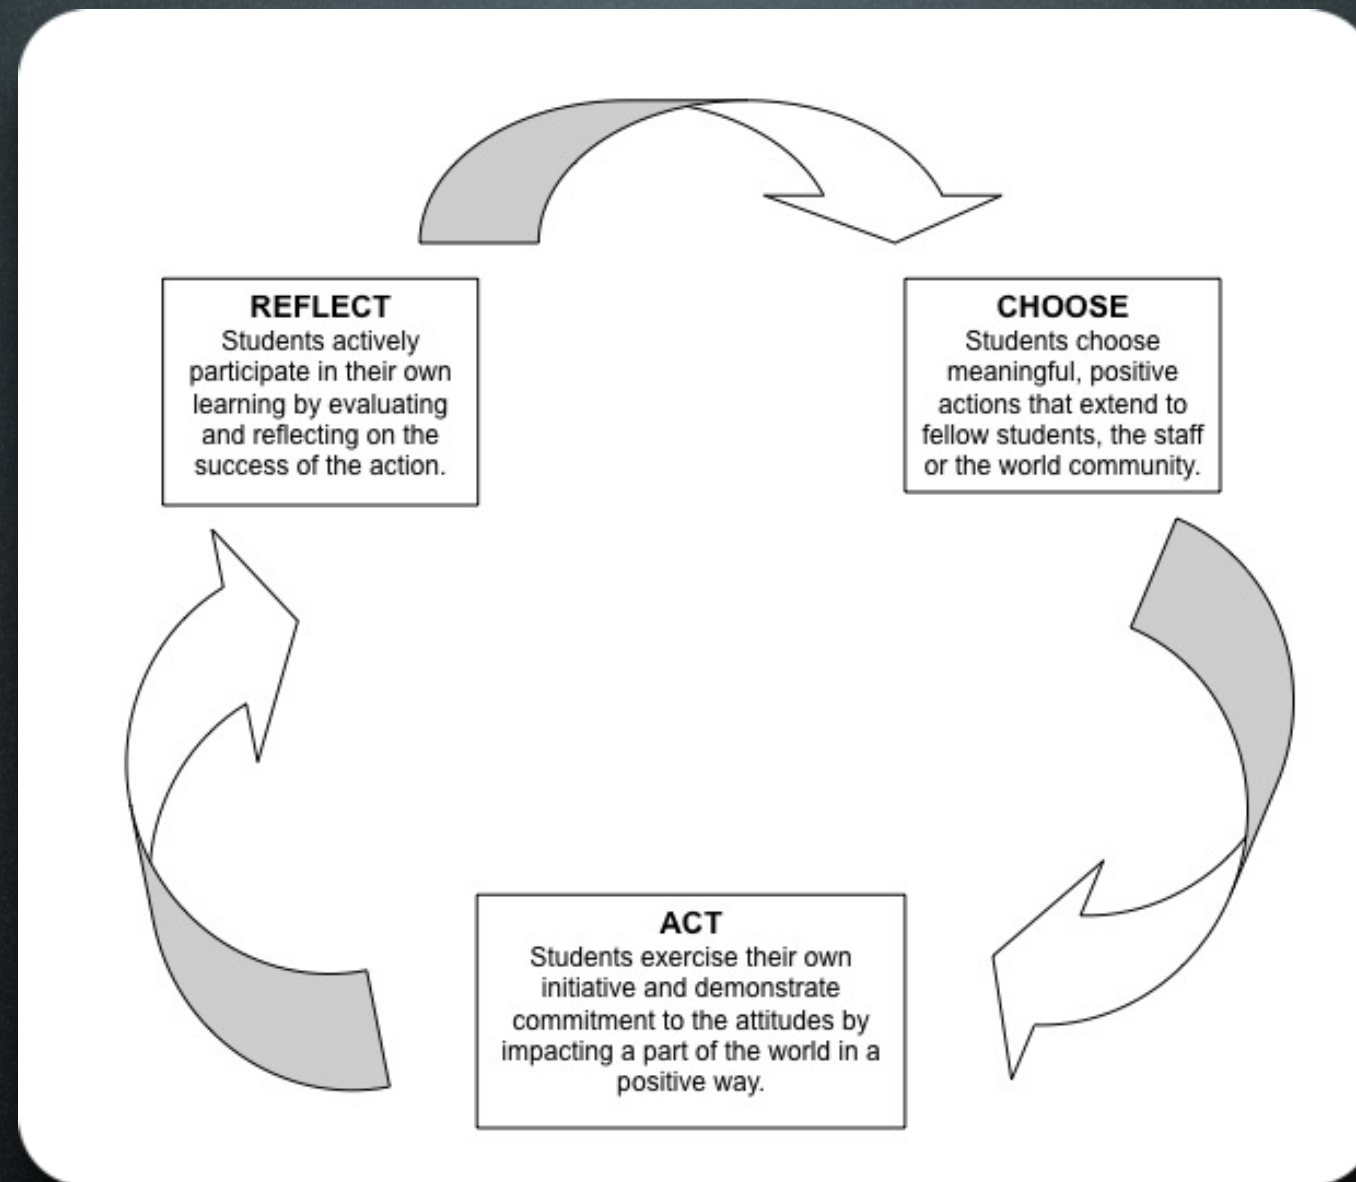 REFLECT
Students actively
participate in their own
learning by evaluating
and reflecting on the
success of the action.
CHOOSE
Students choose
meaningful, positive
actions that extend to
fellow students, the staff
or the world community.
ACT
Students exercise their own
initiative and demonstrate
commitment to the attitudes by
impacting a part of the world in a
positive way.